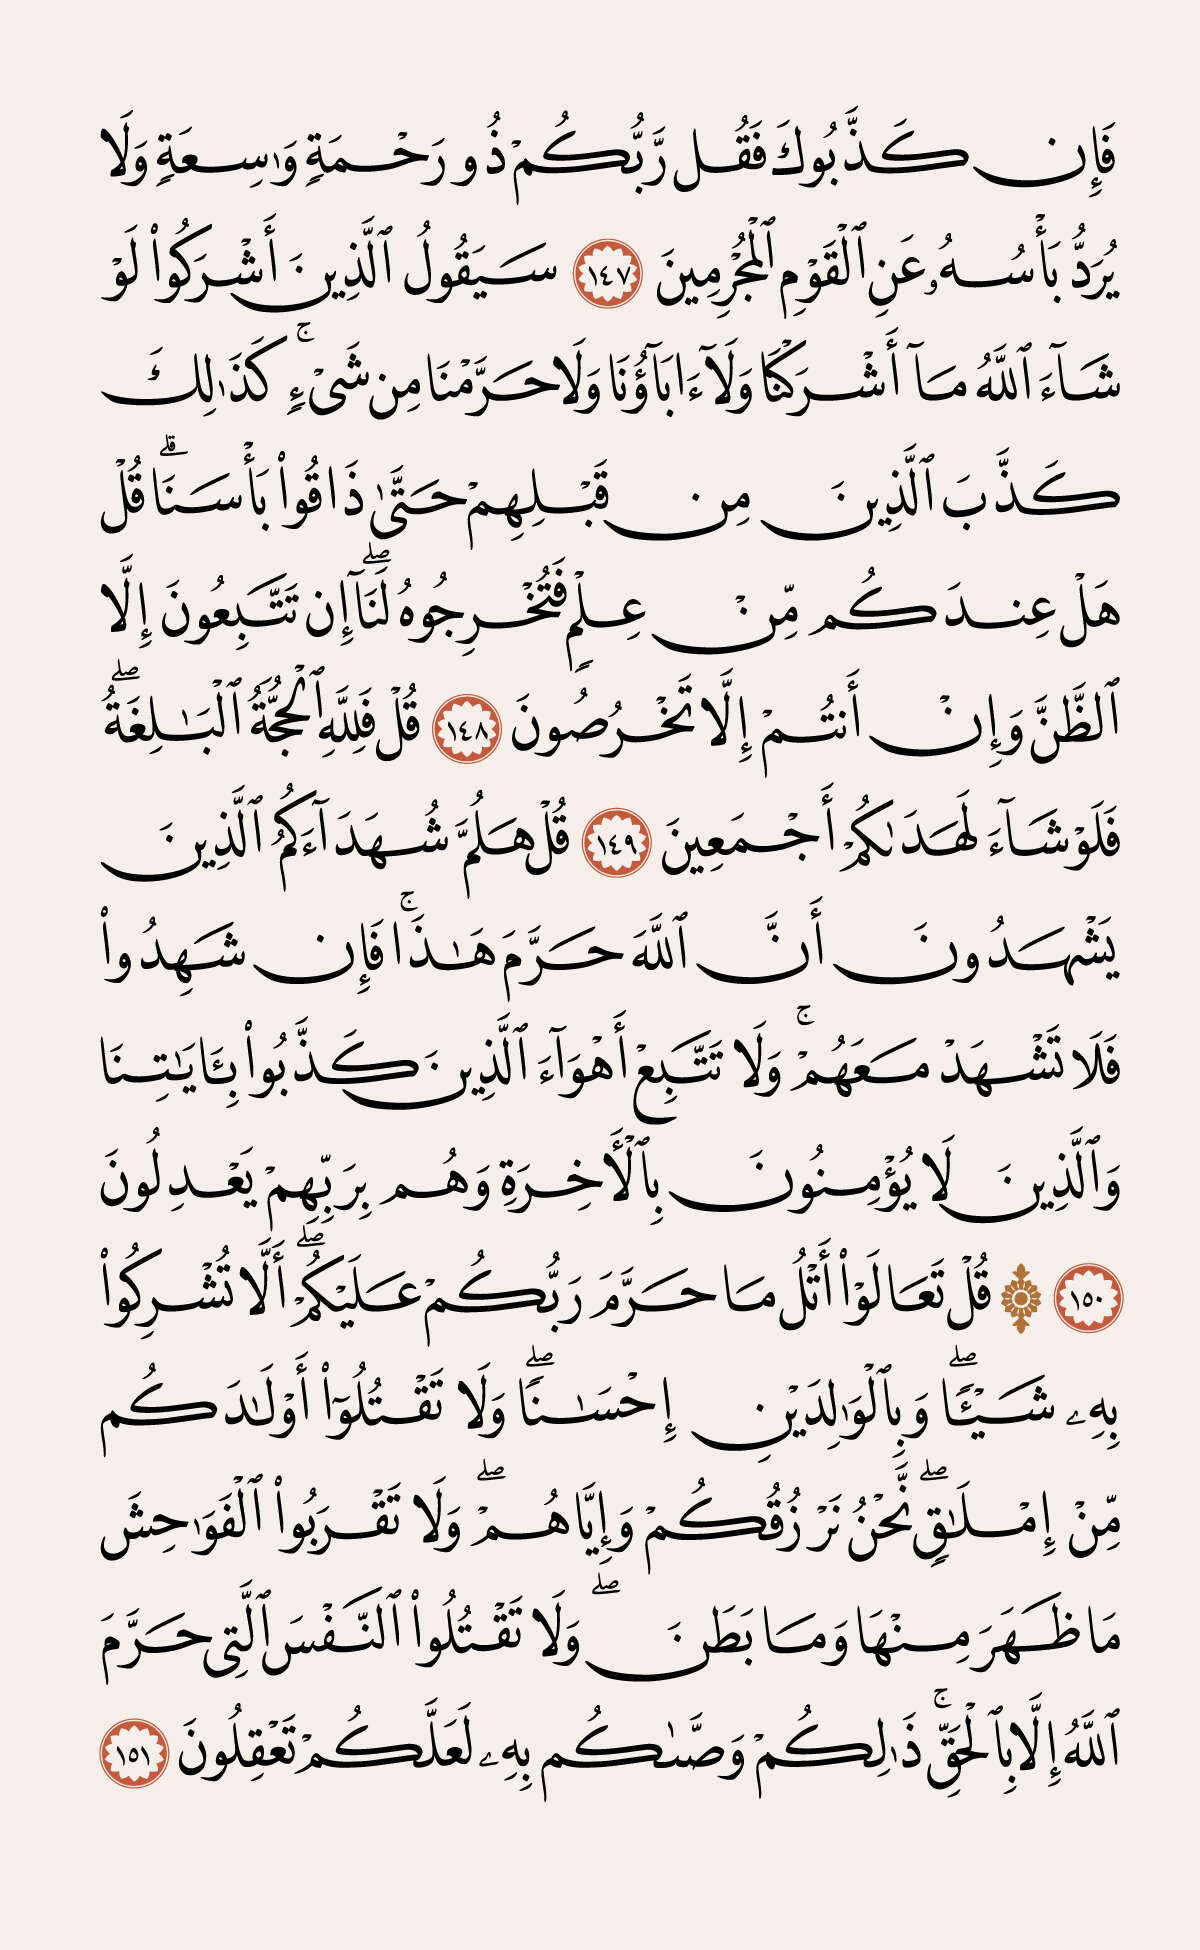 فَإِن كَذَّبُوكَ فَقُل رَّبُّكُمْ ذُو رَحْمَةٍ وَٰسِعَةٍ وَلَا
يُرَدُّ بَأْسُهُۥ عَنِ ٱلْقَوْمِ ٱلْمُجْرِمِينَ ١٤٧ سَيَقُولُ ٱلَّذِينَ أَشْرَكُوا۟ لَوْ
شَآءَ ٱللَّهُ مَآ أَشْرَكْنَا وَلَآ ءَابَآؤُنَا وَلَا حَرَّمْنَا مِن شَىْءٍۚ كَذَٰلِكَ
كَذَّبَ ٱلَّذِينَ مِن قَبْلِهِمْ حَتَّىٰ ذَاقُوا۟ بَأْسَنَاۗ قُلْ
هَلْ عِندَكُم مِّنْ عِلْمٍ فَتُخْرِجُوهُ لَنَآۖ إِن تَتَّبِعُونَ إِلَّا
ٱلظَّنَّ وَإِنْ أَنتُمْ إِلَّا تَخْرُصُونَ ١٤٨ قُلْ فَلِلَّهِ ٱلْحُجَّةُ ٱلْبَٰلِغَةُۖ
فَلَوْ شَآءَ لَهَدَىٰكُمْ أَجْمَعِينَ ١٤٩ قُلْ هَلُمَّ شُهَدَآءَكُمُ ٱلَّذِينَ
يَشْهَدُونَ أَنَّ ٱللَّهَ حَرَّمَ هَٰذَاۚ فَإِن شَهِدُوا۟
فَلَا تَشْهَدْ مَعَهُمْۚ وَلَا تَتَّبِعْ أَهْوَآءَ ٱلَّذِينَ كَذَّبُوا۟ بِـَٔايَٰتِنَا
وَٱلَّذِينَ لَا يُؤْمِنُونَ بِٱلْأَخِرَةِ وَهُم بِرَبِّهِمْ يَعْدِلُونَ
١٥٠ ۞ قُلْ تَعَالَوْا۟ أَتْلُ مَا حَرَّمَ رَبُّكُمْ عَلَيْكُمْۖ أَلَّا تُشْرِكُوا۟
بِهِۦ شَيْـًٔاۖ وَبِٱلْوَٰلِدَيْنِ إِحْسَٰنًاۖ وَلَا تَقْتُلُوٓا۟ أَوْلَٰدَكُم
مِّنْ إِمْلَٰقٍۖ نَّحْنُ نَرْزُقُكُمْ وَإِيَّاهُمْۖ وَلَا تَقْرَبُوا۟ ٱلْفَوَٰحِشَ
مَا ظَهَرَ مِنْهَا وَمَا بَطَنَۖ وَلَا تَقْتُلُوا۟ ٱلنَّفْسَ ٱلَّتِى حَرَّمَ
ٱللَّهُ إِلَّا بِٱلْحَقِّۚ ذَٰلِكُمْ وَصَّىٰكُم بِهِۦ لَعَلَّكُمْ تَعْقِلُونَ ١٥١